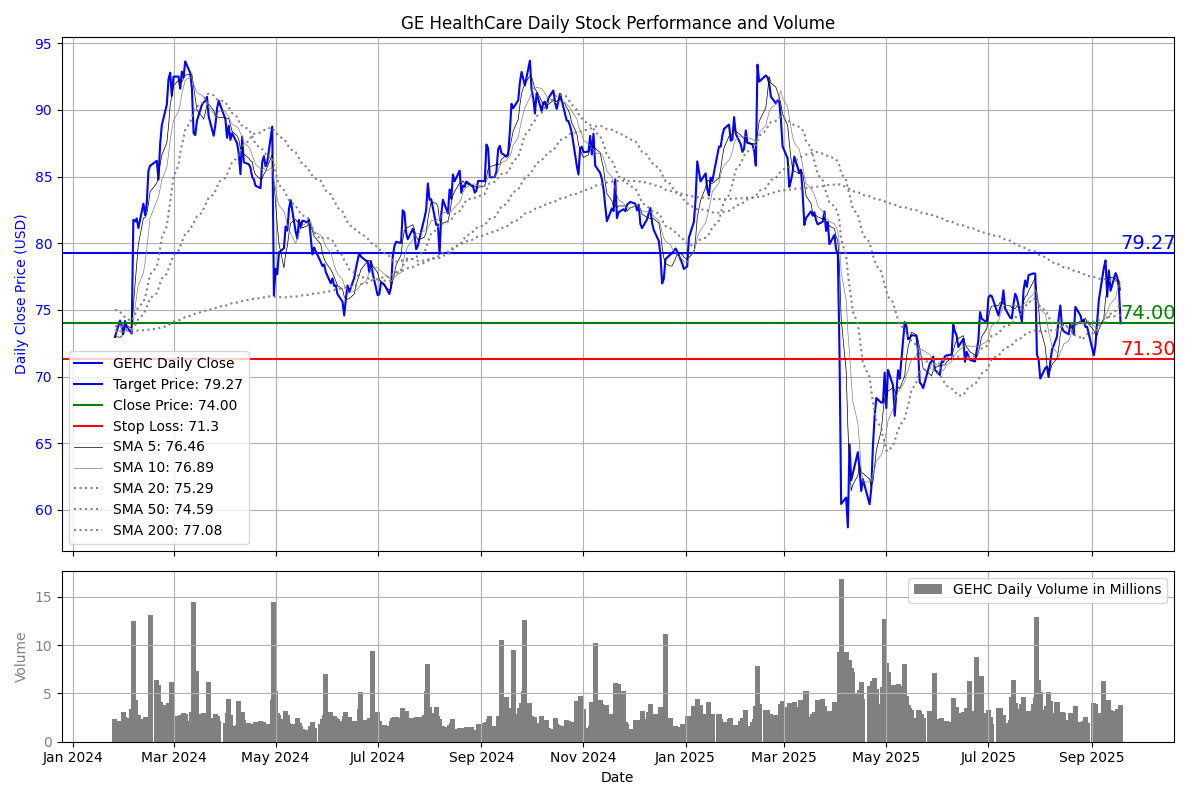 GE HealthCare Daily Stock Performance and Volume
Daily Close Price (USD)
95
90
85
80
75
70
65
60
79.27
74.00
71.30
GEHC Daily Close
Target Price: 79.27
Close Price: 74.00
Stop Loss: 71.3
SMA 5: 76.46
SMA 10: 76.89
SMA 20: 75.29
SMA 50: 74.59
SMA 200: 77.08
Volume
15
10
5
0
GEHC Daily Volume in Millions
Jan 2024 Mar 2024 May 2024 Jul 2024 Sep 2024 Nov 2024 Jan 2025 Mar 2025 May 2025 Jul 2025 Sep 2025
Date